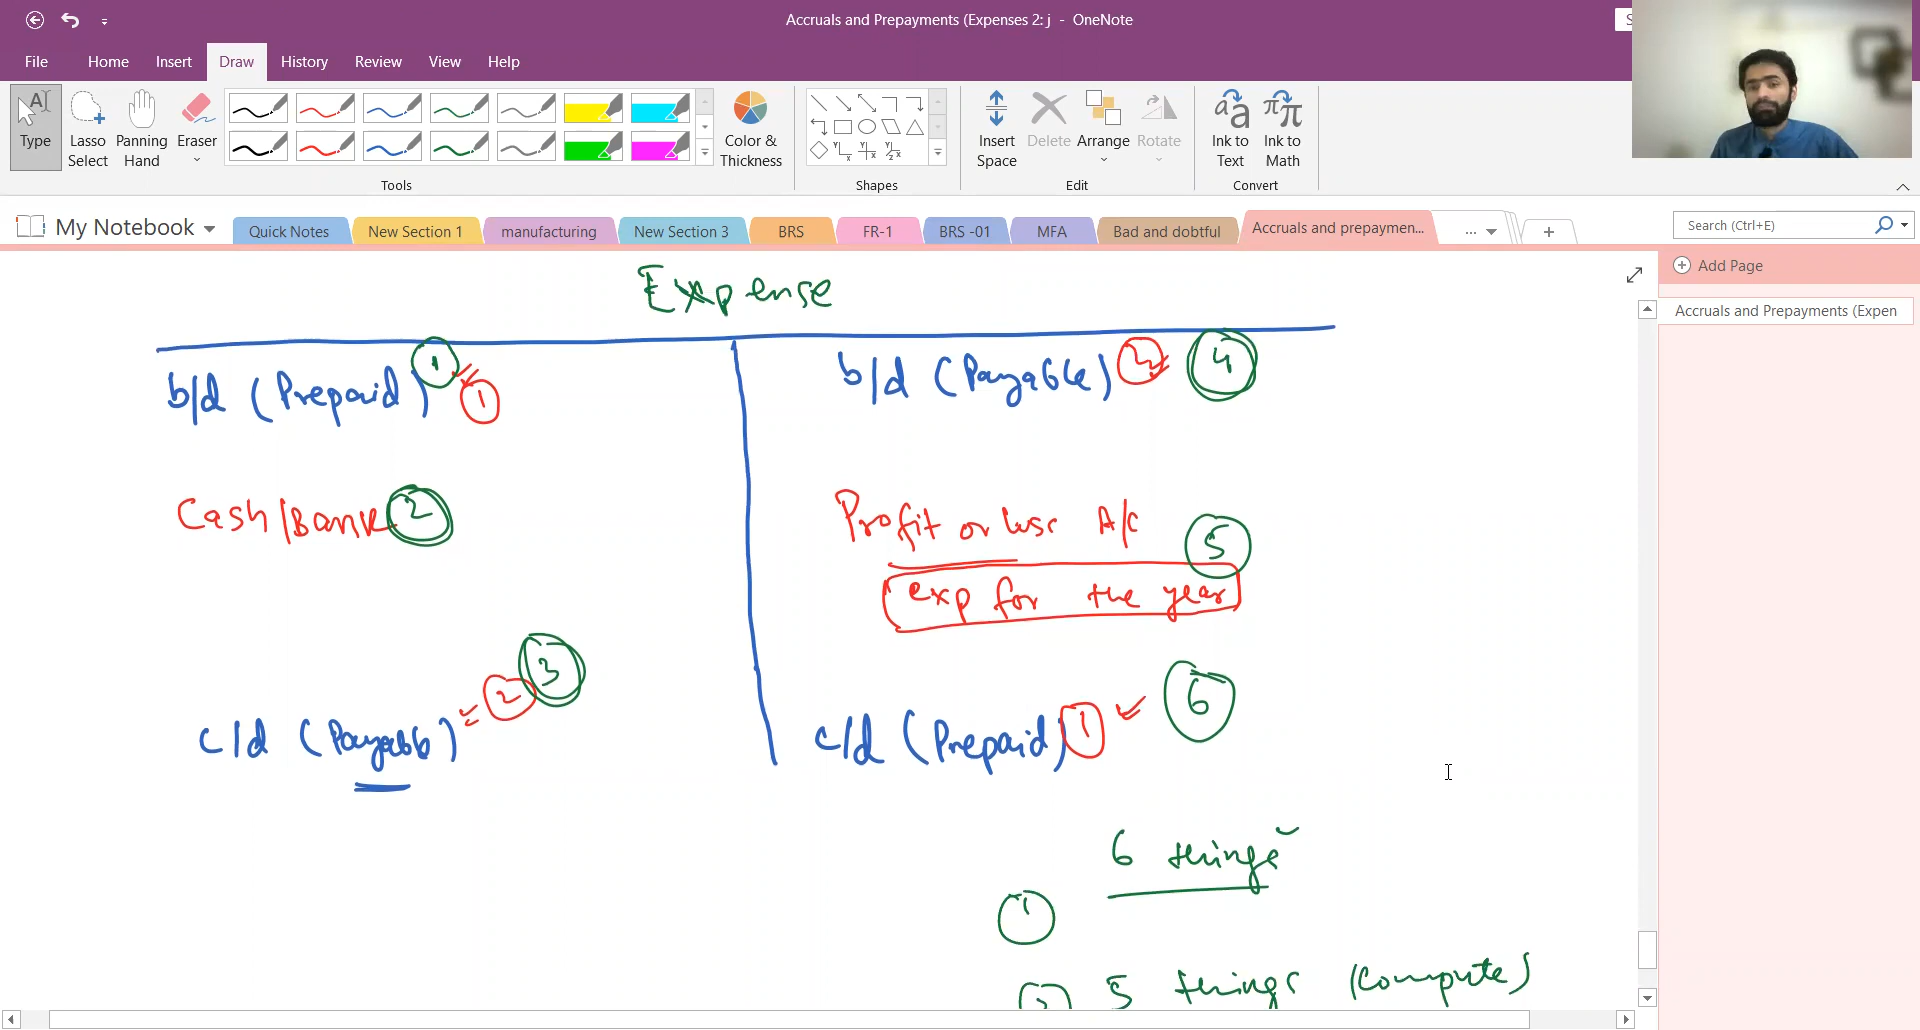 Accruals and Prepayments (Expenses 2: j - OneNote
File Home Insert Draw History Review View Help
Type
Lasso Select
Panning Hand
Eraser
Color & Thickness
Insert Space
Delete
Arrange
Rotate
Ink to Text
Ink to Math
Tools Shapes Edit Convert
My Notebook
Quick Notes
New Section 1
manufacturing
New Section 3
BRS
FR-1
BRS -01
MFA
Bad and doubtful
Accruals and prepaymen...
...
Search (Ctrl+E)
Add Page
Accruals and Prepayments (Expen
Expense
b/d (Prepaid) 1 1
b/d (Payable) 4
Cash/Bank 2
Profit or loss A/c 5
exp for the year
c/d (Payable) 2 3
c/d (Prepaid) 1 6
6 things
1
5 things (Compute)